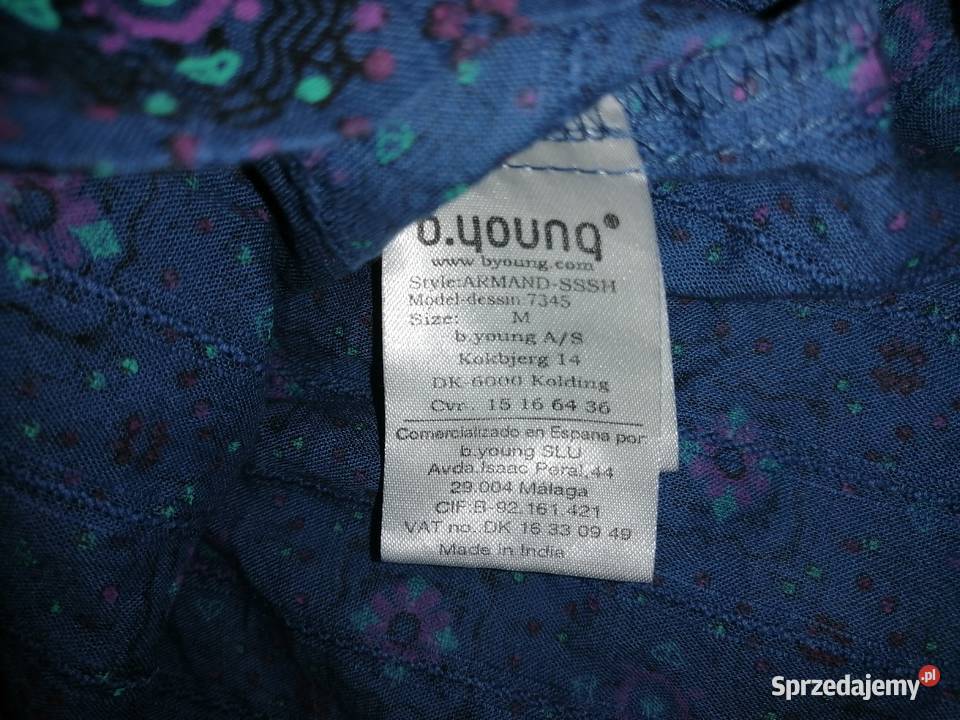 b.young®
www.byoung.com
Style:ARMAND-SSSH
Model-dessin:7345
Size: M
b.young A/S
Kokbjerg 14
DK-6000 Kolding
Cvr.. 15 16 64 36
Comercializado en Espana por
b.young SLU
Avda.Isaac Peral,44
29.004 Málaga
CIF:B-92.161.421
VAT no. DK 16 33 09 49
Made in India
Sprzedajemy.pl